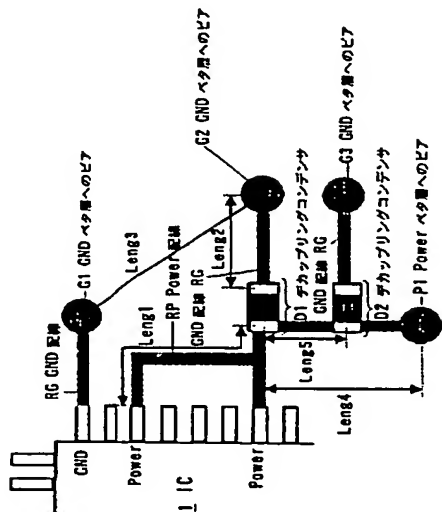 RG GND 配線
G1 GND ベタ層へのビア
Leng3
Leng1
RP Power 配線
GND 配線 RG
Leng2
G2 GND ベタ層へのビア
GND
Power
Power
1 IC
D1 デカップリングコンデンサ
GND 配線 RG
G3 GND ベタ層へのビア
Leng5
D2 デカップリングコンデンサ
Leng4
P1 Power ベタ層へのビア